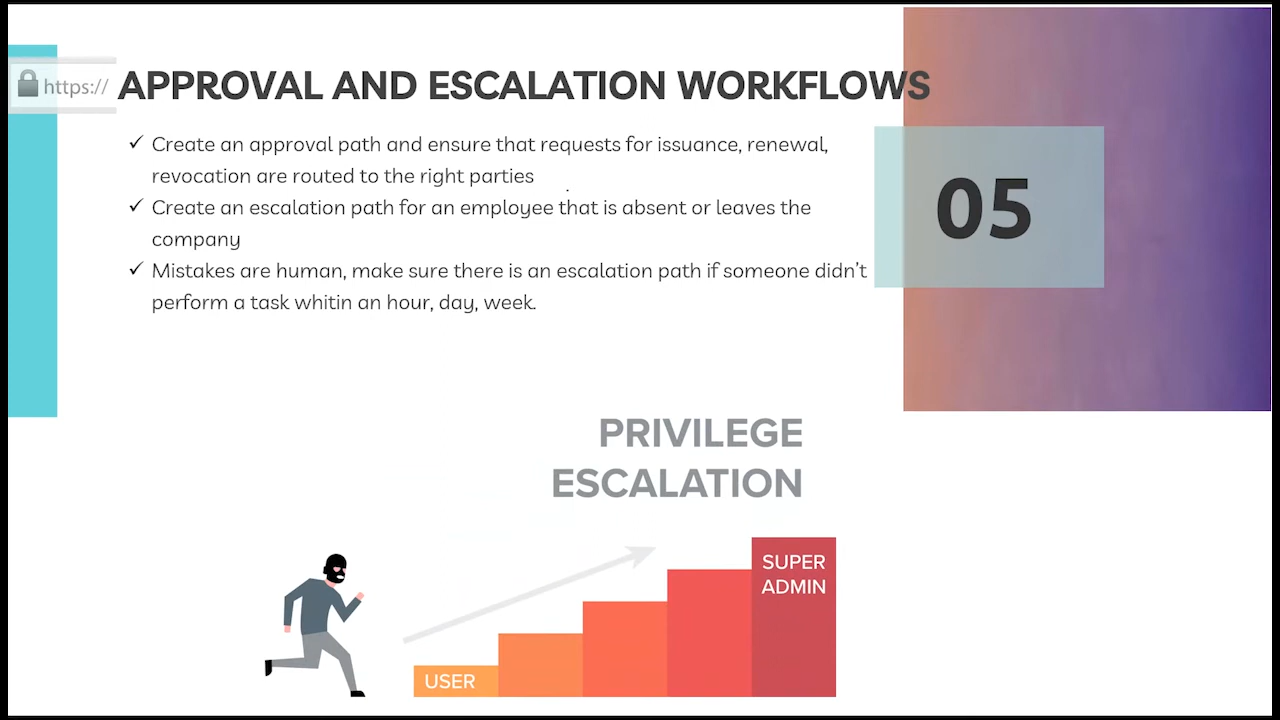 https://
APPROVAL AND ESCALATION WORKFLOWS
✓ Create an approval path and ensure that requests for issuance, renewal,
revocation are routed to the right parties
✓ Create an escalation path for an employee that is absent or leaves the
company
✓ Mistakes are human, make sure there is an escalation path if someone didn't
perform a task whitin an hour, day, week.
05
PRIVILEGE
ESCALATION
SUPER
ADMIN
USER